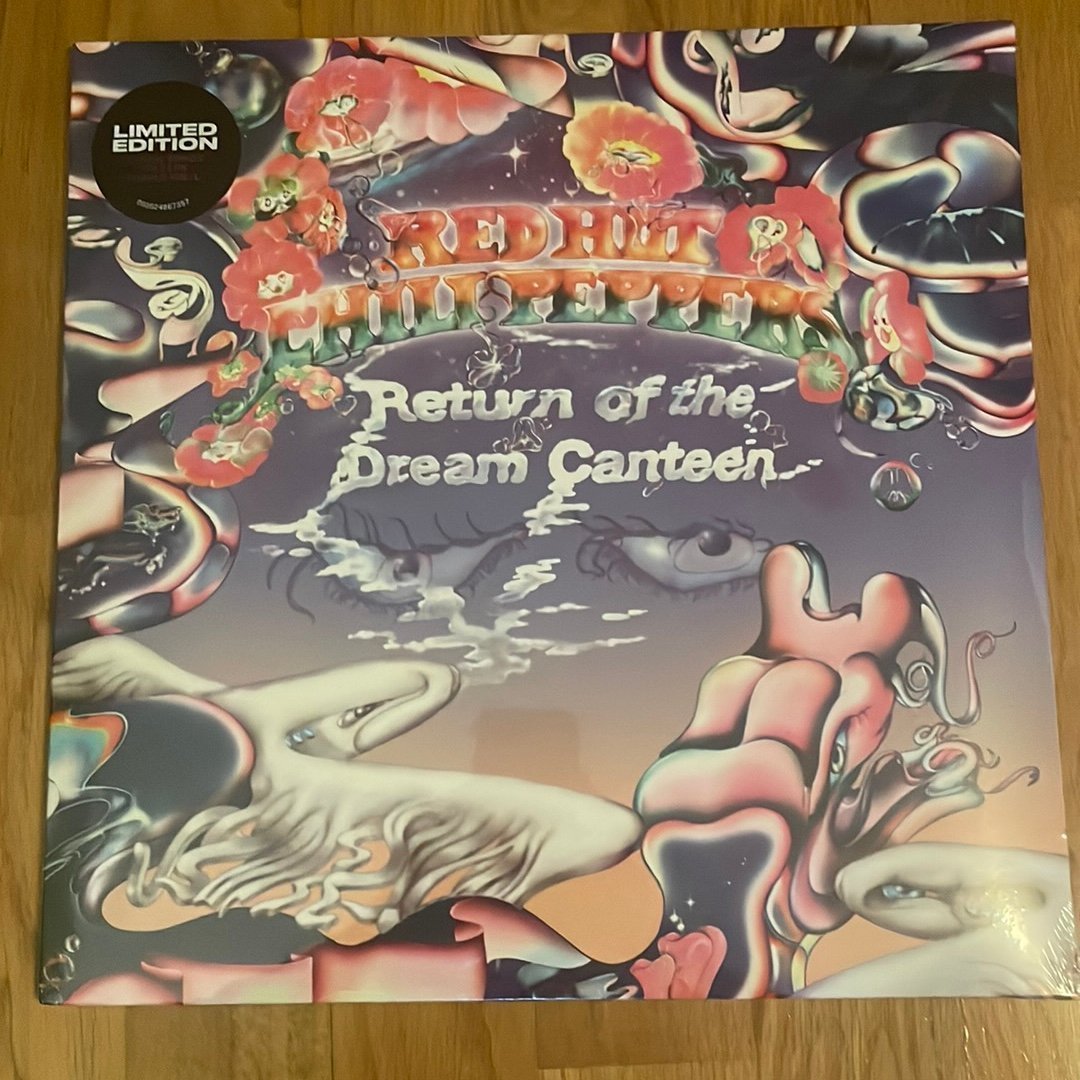 LIMITED
EDITION
RED HOT
CHILI PEPPERS
Return of the
Dream Canteen